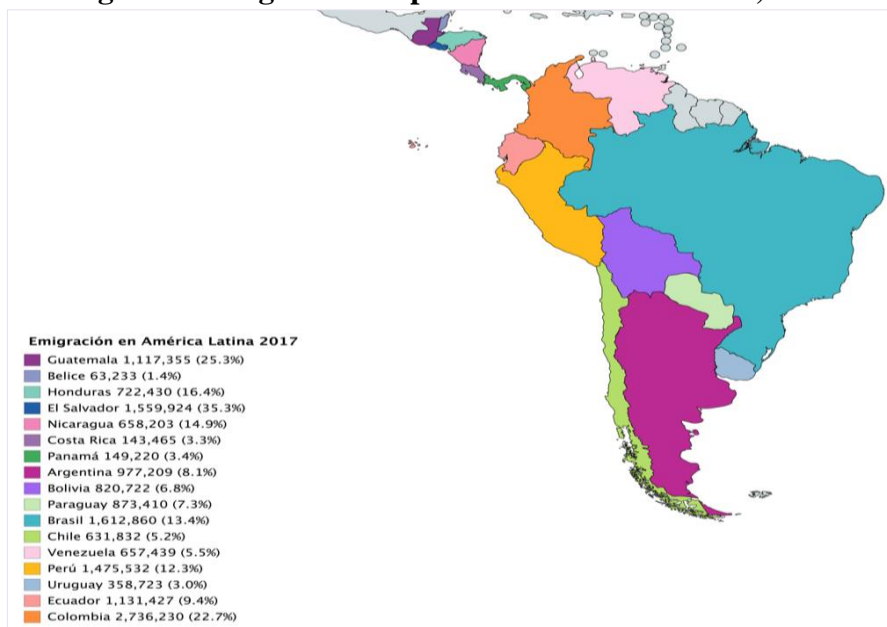 Emigración en América Latina 2017
Guatemala 1,117,355 (25.3%)
Belice 63,233 (1.4%)
Honduras 722,430 (16.4%)
El Salvador 1,559,924 (35.3%)
Nicaragua 658,203 (14.9%)
Costa Rica 143,465 (3.3%)
Panamá 149,220 (3.4%)
Argentina 977,209 (8.1%)
Bolivia 820,722 (6.8%)
Paraguay 873,410 (7.3%)
Brasil 1,612,860 (13.4%)
Chile 631,832 (5.2%)
Venezuela 657,439 (5.5%)
Perú 1,475,532 (12.3%)
Uruguay 358,723 (3.0%)
Ecuador 1,131,427 (9.4%)
Colombia 2,736,230 (22.7%)